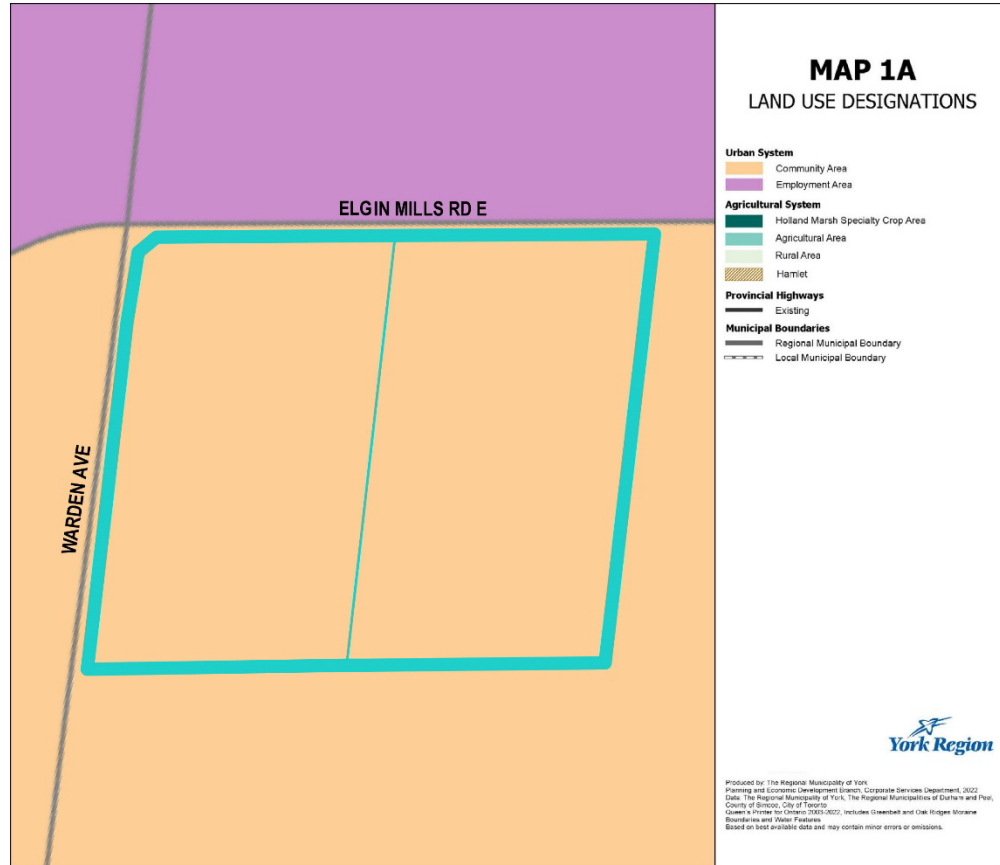 MAP 1A
LAND USE DESIGNATIONS
Urban System
Community Area
Employment Area
Agricultural System
Holland Marsh Specialty Crop Area
Agricultural Area
Rural Area
Hamlet
Provincial Highways
Existing
Municipal Boundaries
Regional Municipal Boundary
Local Municipal Boundary
ELGIN MILLS RD E
WARDEN AVE
York Region
Produced by: The Regional Municipality of York
Planning and Economic Development Branch, Corporate Services Department, 2022
Data: The Regional Municipality of York, The Regional Municipalities of Durham and Peel,
County of Simcoe, City of Toronto
Queen's Printer for Ontario 2003-2022, Includes Greenbelt and Oak Ridges Moraine
Boundaries and Water Features
Based on best available data and may contain minor errors or omissions.